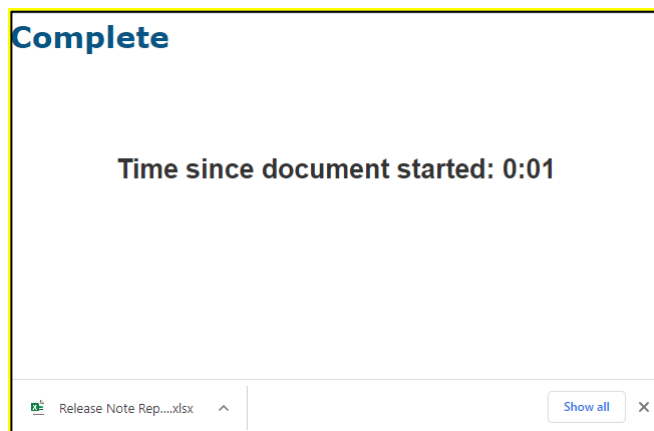 Complete
Time since document started: 0:01
Release Note Rep....xlsx
Show all